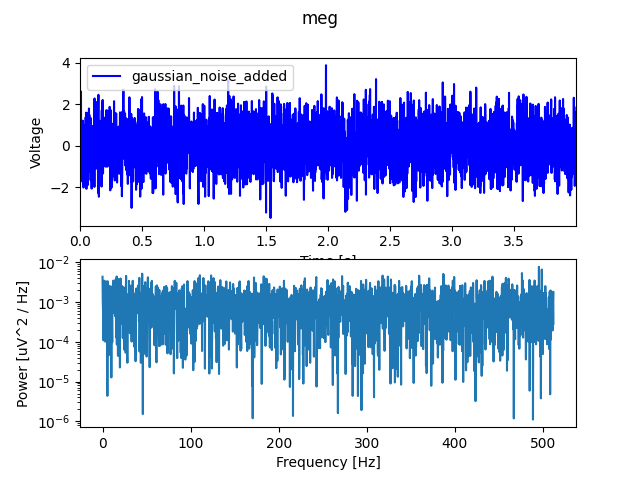 meg
gaussian_noise_added
4
2
0
−2
Voltage
0.0 0.5 1.0 1.5 2.0 2.5 3.0 3.5
Time [s]
10^−2
10^−3
10^−4
10^−5
10^−6
Power [uV^2 / Hz]
0 100 200 300 400 500
Frequency [Hz]